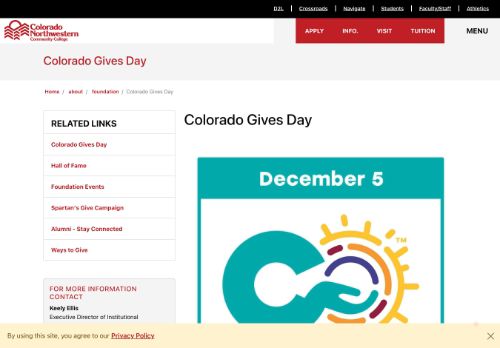 D2L | Crossroads | Navigate | Students | Faculty/Staff | Athletics
Colorado
Northwestern
Community College
APPLY INFO. VISIT TUITION MENU
Colorado Gives Day
Home / about / foundation / Colorado Gives Day
RELATED LINKS
Colorado Gives Day
Hall of Fame
Foundation Events
Spartan's Give Campaign
Alumni - Stay Connected
Ways to Give
FOR MORE INFORMATION
CONTACT
Keely Ellis
Executive Director of Institutional
Colorado Gives Day
December 5
TM
By using this site, you agree to our Privacy Policy